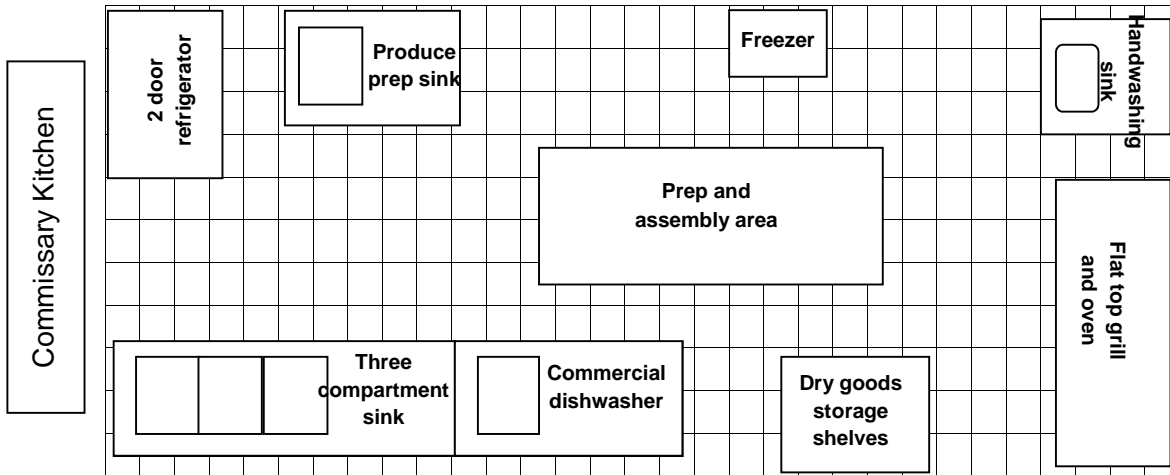 Commissary Kitchen
2 door
refrigerator
Produce
prep sink
Freezer
Handwashing
sink
Prep and
assembly area
Flat top grill
and oven
Three
compartment
sink
Commercial
dishwasher
Dry goods
storage
shelves